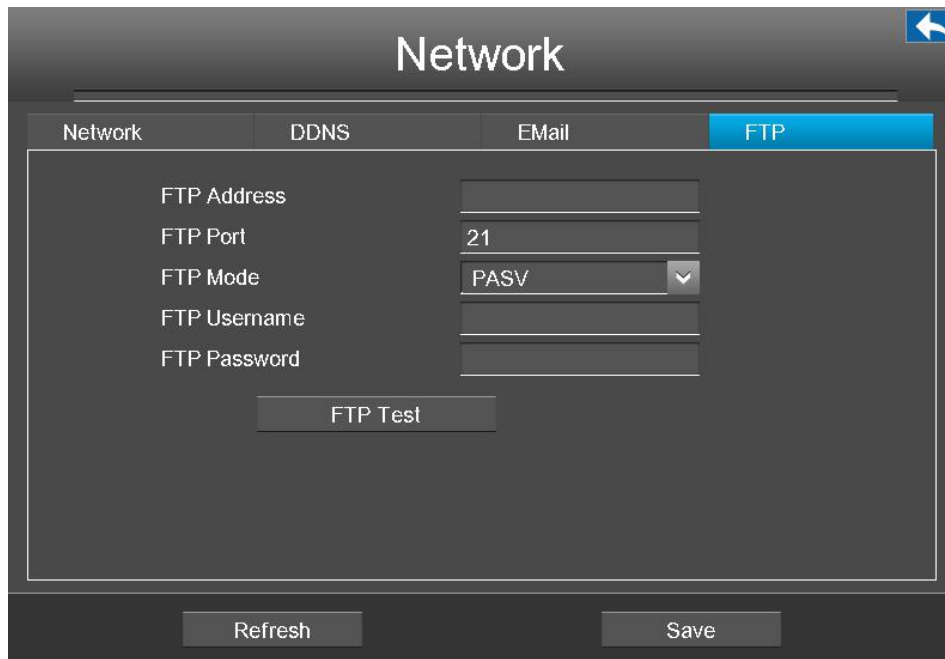 Network
Network DDNS EMail FTP
FTP Address
FTP Port 21
FTP Mode PASV
FTP Username
FTP Password
FTP Test
Refresh Save